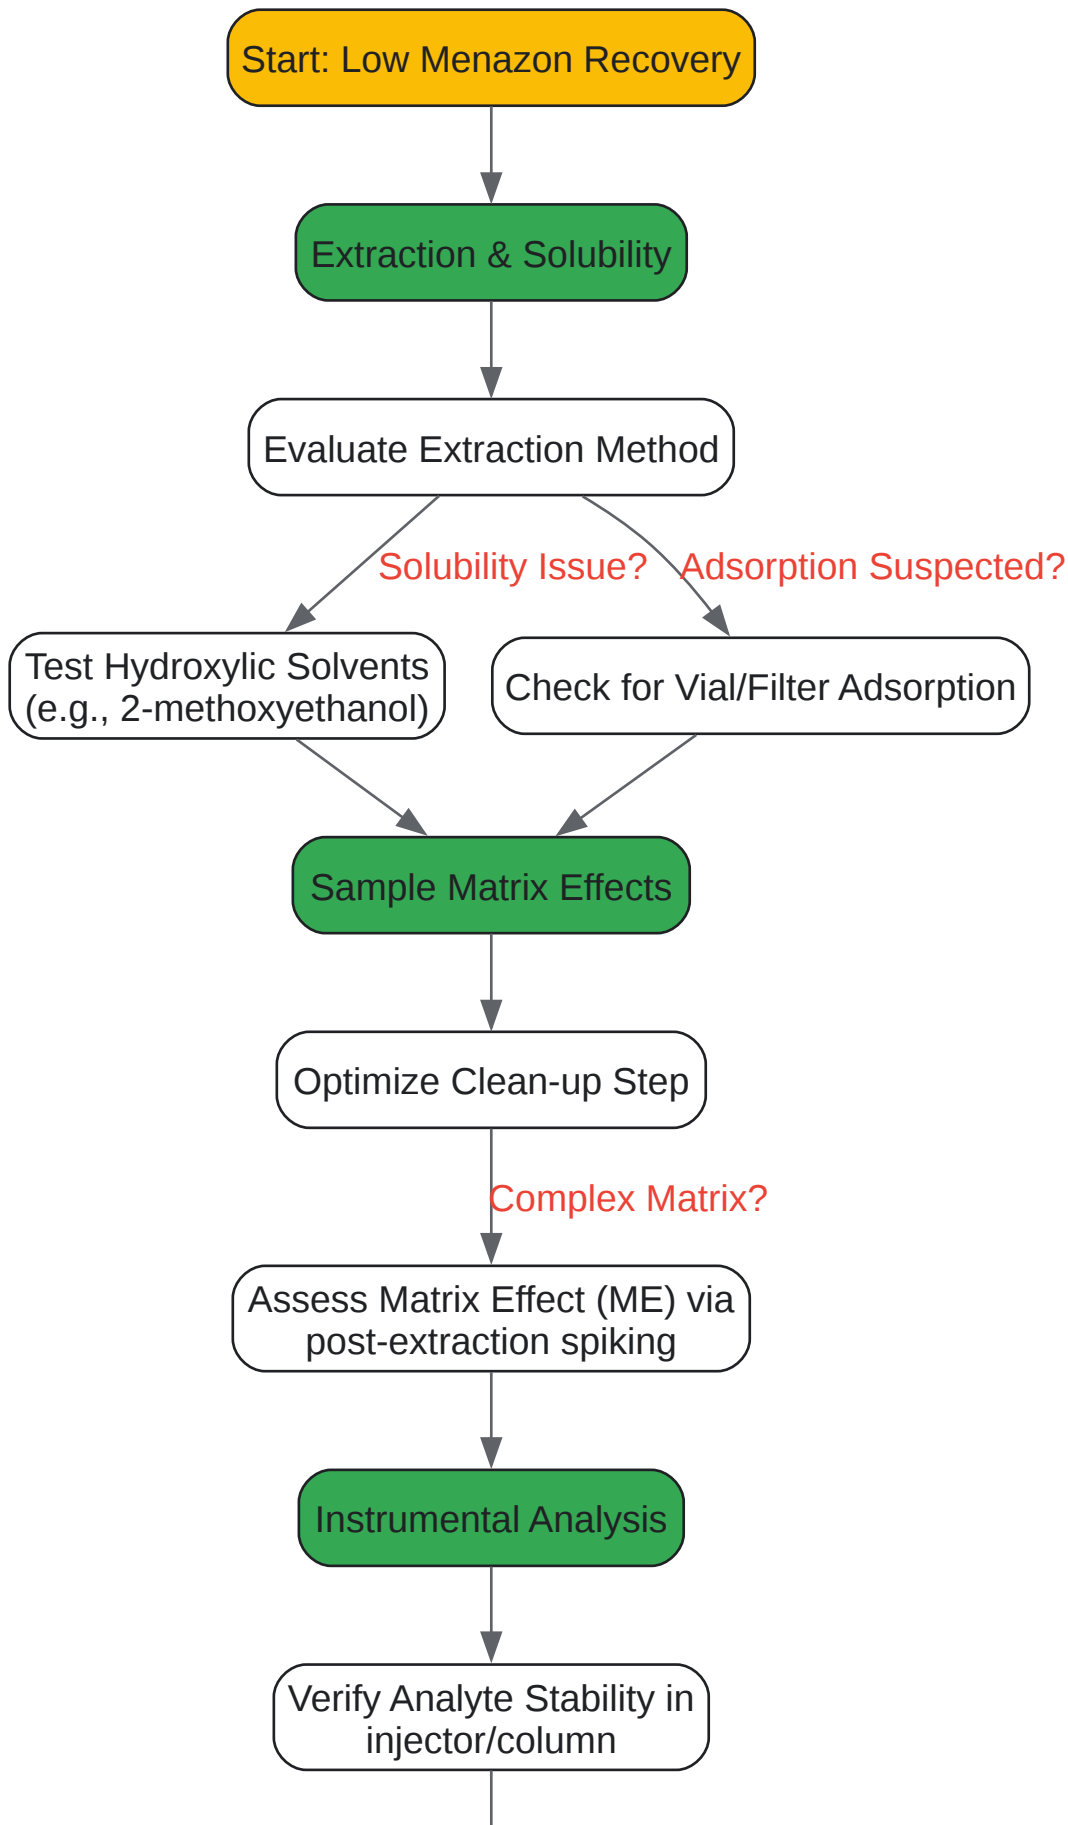 Start: Low Menazon Recovery
Extraction & Solubility
Evaluate Extraction Method
Solubility Issue?
Adsorption Suspected?
Test Hydroxylic Solvents
(e.g., 2-methoxyethanol)
Check for Vial/Filter Adsorption
Sample Matrix Effects
Optimize Clean-up Step
Complex Matrix?
Assess Matrix Effect (ME) via
post-extraction spiking
Instrumental Analysis
Verify Analyte Stability in
injector/column